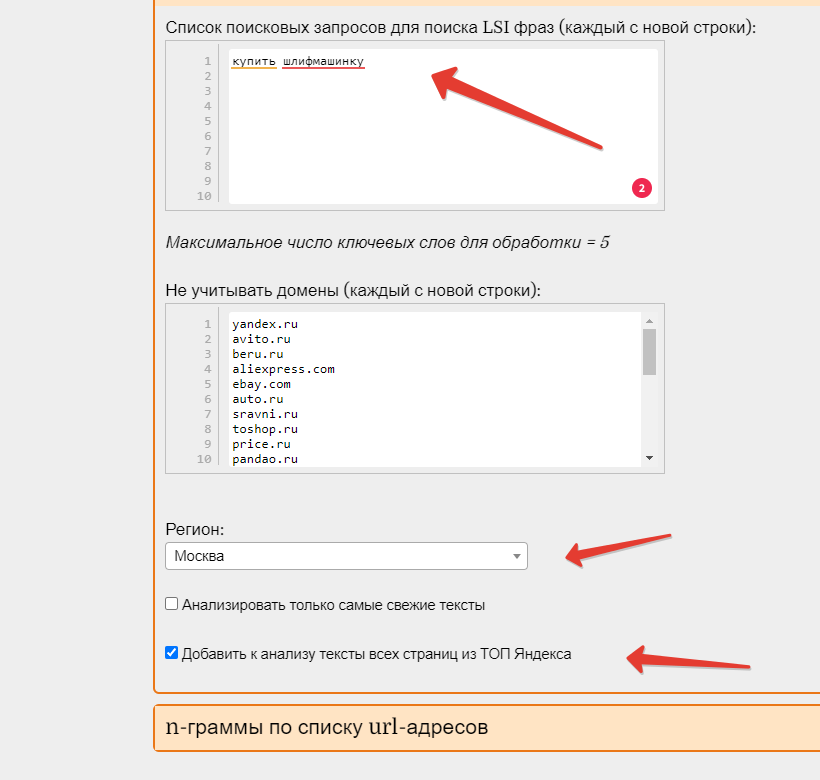 Список поисковых запросов для поиска LSI фраз (каждый с новой строки):
1 купить шлифмашинку
2
3
4
5
6
7
8
9
10
2
Максимальное число ключевых слов для обработки = 5
Не учитывать домены (каждый с новой строки):
1 yandex.ru
2 avito.ru
3 beru.ru
4 aliexpress.com
5 ebay.com
6 auto.ru
7 sravni.ru
8 toshop.ru
9 price.ru
10 pandao.ru
Регион:
Москва
Анализировать только самые свежие тексты
Добавить к анализу тексты всех страниц из ТОП Яндекса
n-граммы по списку url-адресов